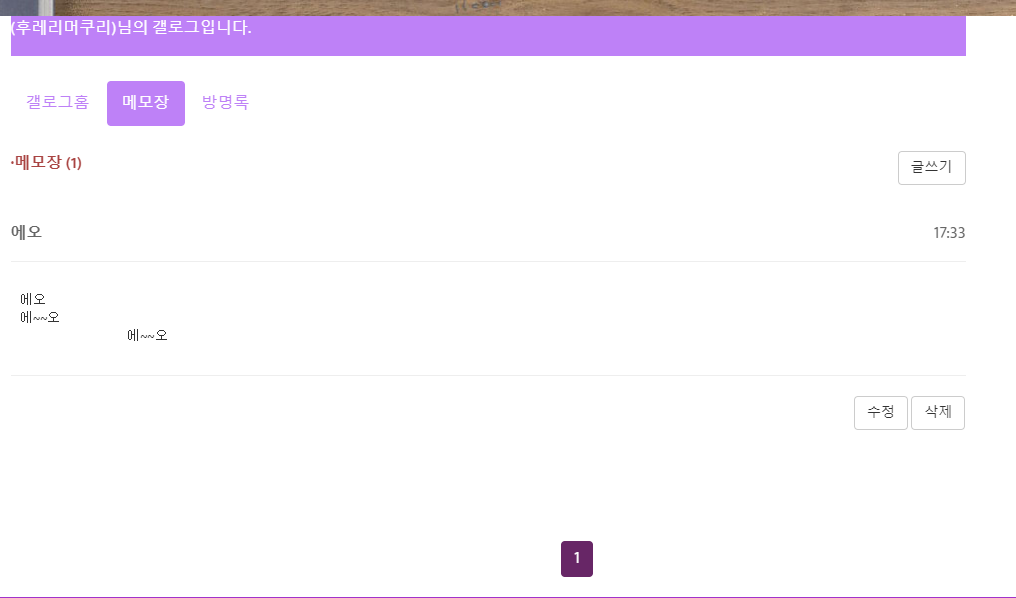 (후레리머쿠리)님의 갤로그입니다.
갤로그홈 메모장 방명록
·메모장 (1)
글쓰기
에오 17:33
에오
에~~오
에~~오
수정 삭제
1